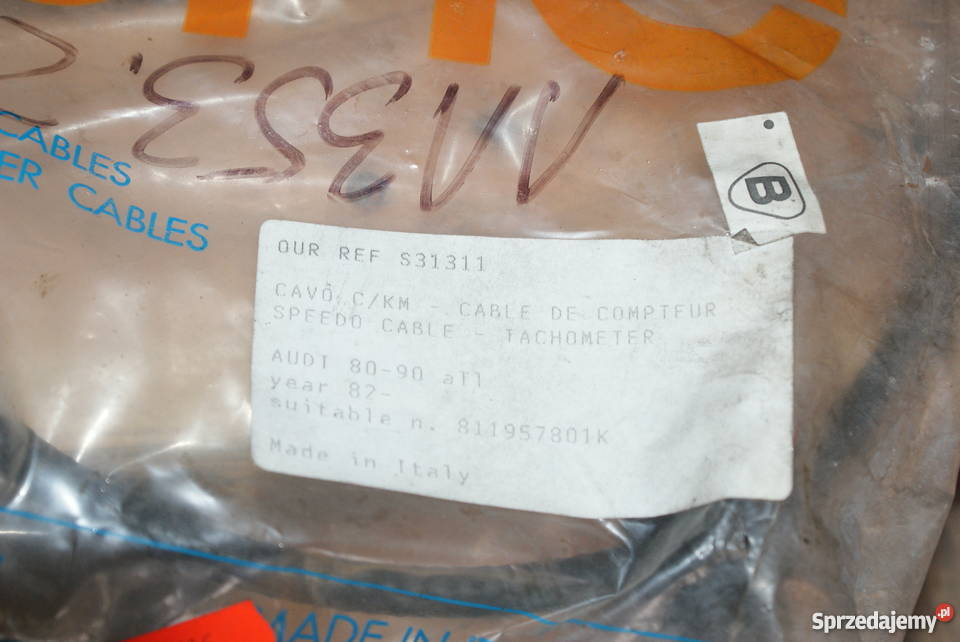 CABLES
ER CABLES
B
OUR REF S31311
CAVO C/KM - CABLE DE COMPTEUR
SPEEDO CABLE - TACHOMETER
AUDI 80-90 all
year 82-
suitable n. 811957801K
Made in Italy
MADE IN
Sprzedajemy.pl